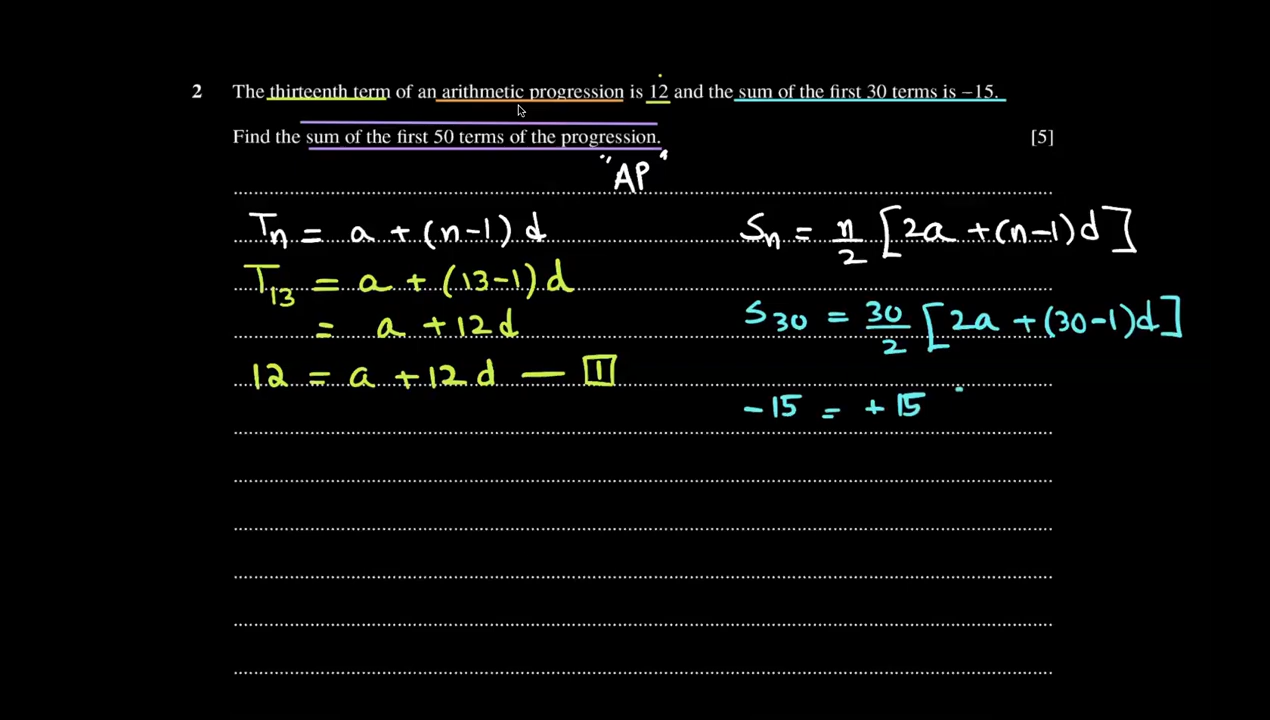 2 The thirteenth term of an arithmetic progression is 12 and the sum of the first 30 terms is −15.
Find the sum of the first 50 terms of the progression. [5]
"AP"
Tn = a + (n-1) d
T13 = a + (13-1) d
= a + 12d
12 = a + 12d — 1
Sn = n/2 [2a + (n-1)d]
S30 = 30/2 [2a + (30-1)d]
-15 = + 15